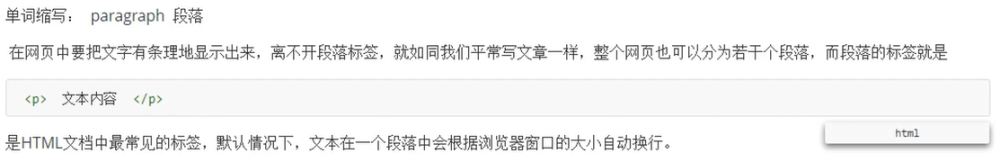 单词缩写： paragraph 段落
在网页中要把文字有条理地显示出来，离不开段落标签，就如同我们平常写文章一样，整个网页也可以分为若干个段落，而段落的标签就是
<p> 文本内容 </p>
html
是HTML文档中最常见的标签，默认情况下，文本在一个段落中会根据浏览器窗口的大小自动换行。